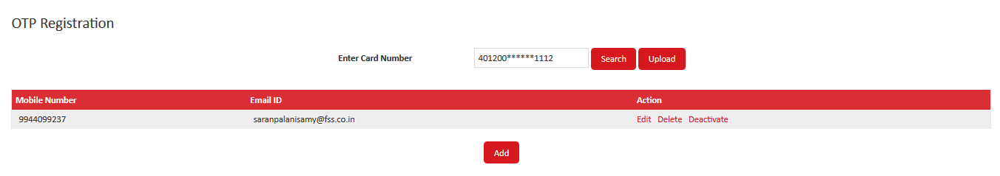 OTP Registration
Enter Card Number 401200******1112 Search Upload
Mobile Number Email ID Action
9944099237 saranpalanisamy@fss.co.in Edit Delete Deactivate
Add